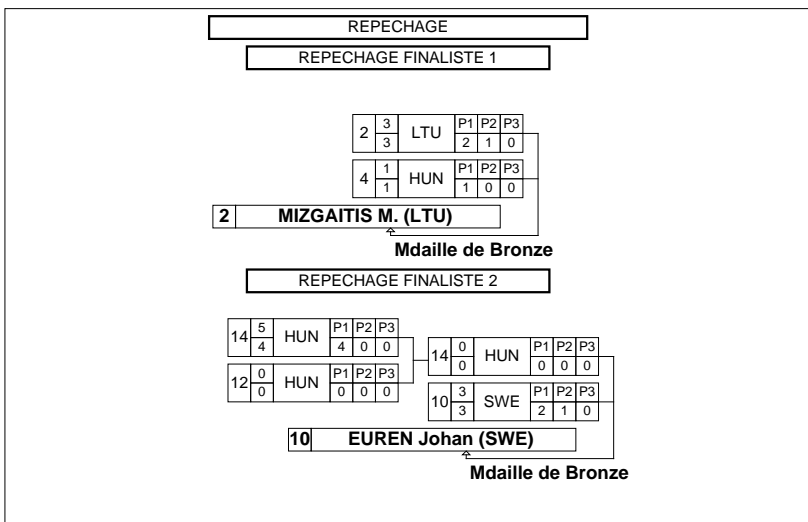 REPECHAGE
REPECHAGE FINALISTE 1
2 3 LTU P1 P2 P3
3 2 1 0
4 1 HUN P1 P2 P3
1 1 0 0
2 MIZGAITIS M. (LTU)
Mdaille de Bronze
REPECHAGE FINALISTE 2
14 5 HUN P1 P2 P3
4 4 0 0
12 0 HUN P1 P2 P3
0 0 0 0
14 0 HUN P1 P2 P3
0 0 0 0
10 3 SWE P1 P2 P3
3 2 1 0
10 EUREN Johan (SWE)
Mdaille de Bronze